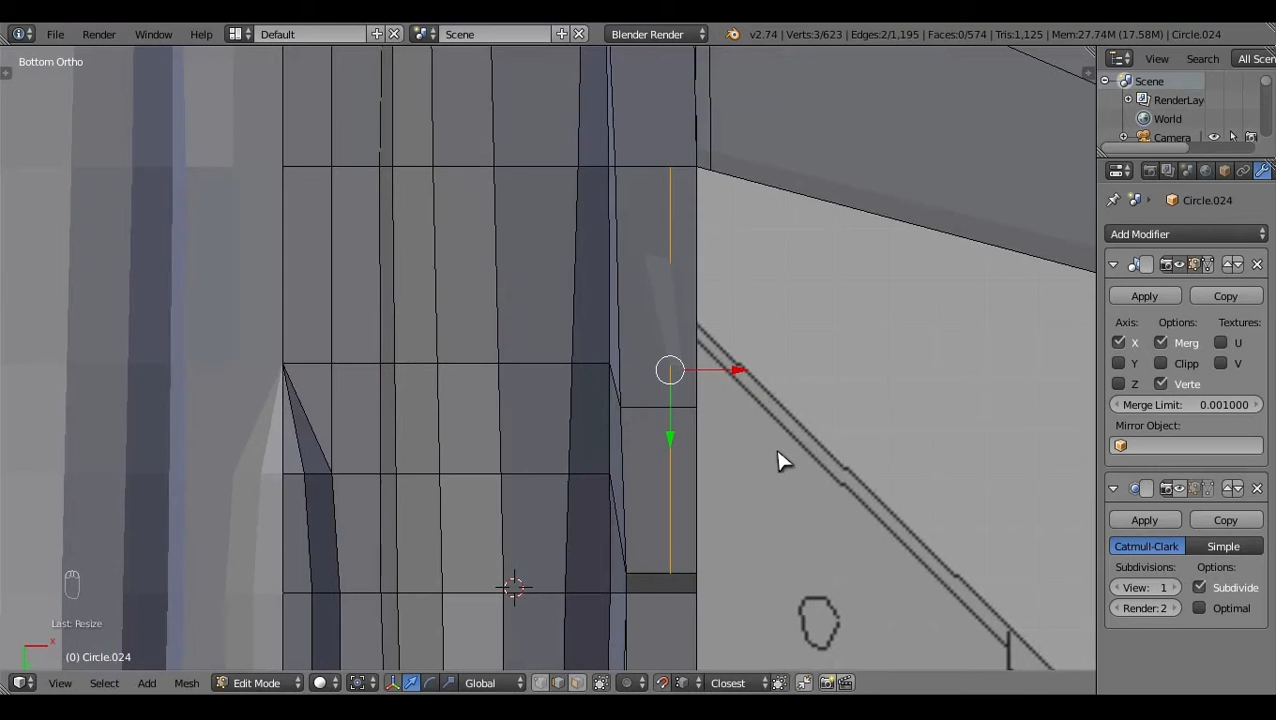 File Render Window Help Default Scene Blender Render v2.74 | Verts:3/623 | Edges:2/1,195 | Faces:0/574 | Tris:1,125 | Mem:27.74M (17.58M) | Circle.024
Bottom Ortho
View Search All Scen
Scene
RenderLay
World
Camera
Circle.024
Add Modifier
Apply Copy
Axis: Options: Textures:
X Merg U
Y Clipp V
Z Verte
Merge Limit: 0.001000
Mirror Object:
Apply Copy
Catmull-Clark Simple
Subdivisions: Options:
View: 1 Subdivide
Render: 2 Optimal
Last: Resize
x
(0) Circle.024
View Select Add Mesh Edit Mode Global Closest